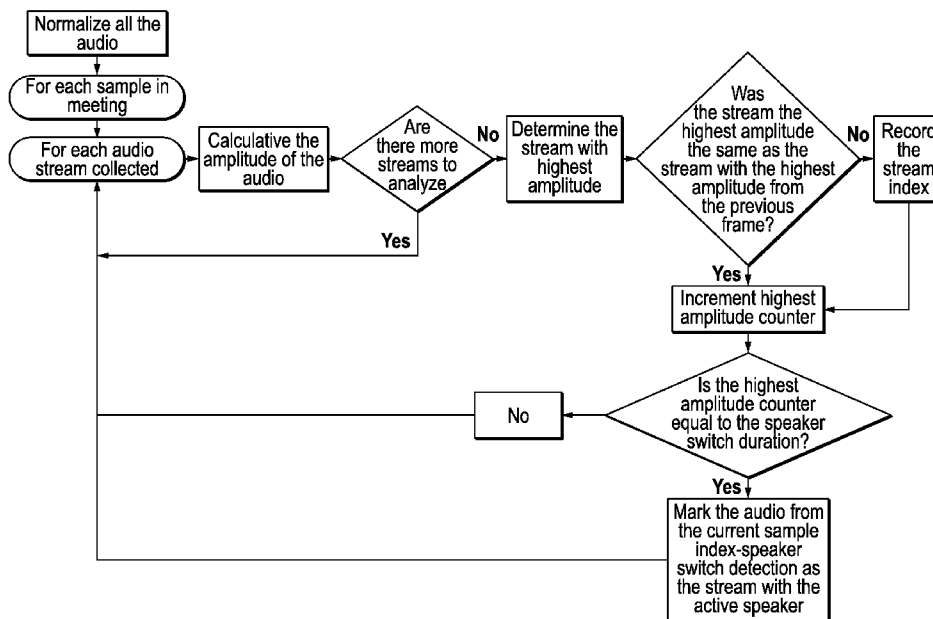 Normalize all the
audio
For each sample in
meeting
For each audio
stream collected
Calculative the
amplitude of the
audio
Are
there more
streams to
analyze
Yes
No
Determine the
stream with
highest
amplitude
Was
the stream the
highest amplitude
the same as the
stream with the highest
amplitude from
the previous
frame?
No
Record
the
stream
index
Yes
Increment highest
amplitude counter
Is the highest
amplitude counter
equal to the speaker
switch duration?
No
Yes
Mark the audio from
the current sample
index-speaker
switch detection as
the stream with the
active speaker